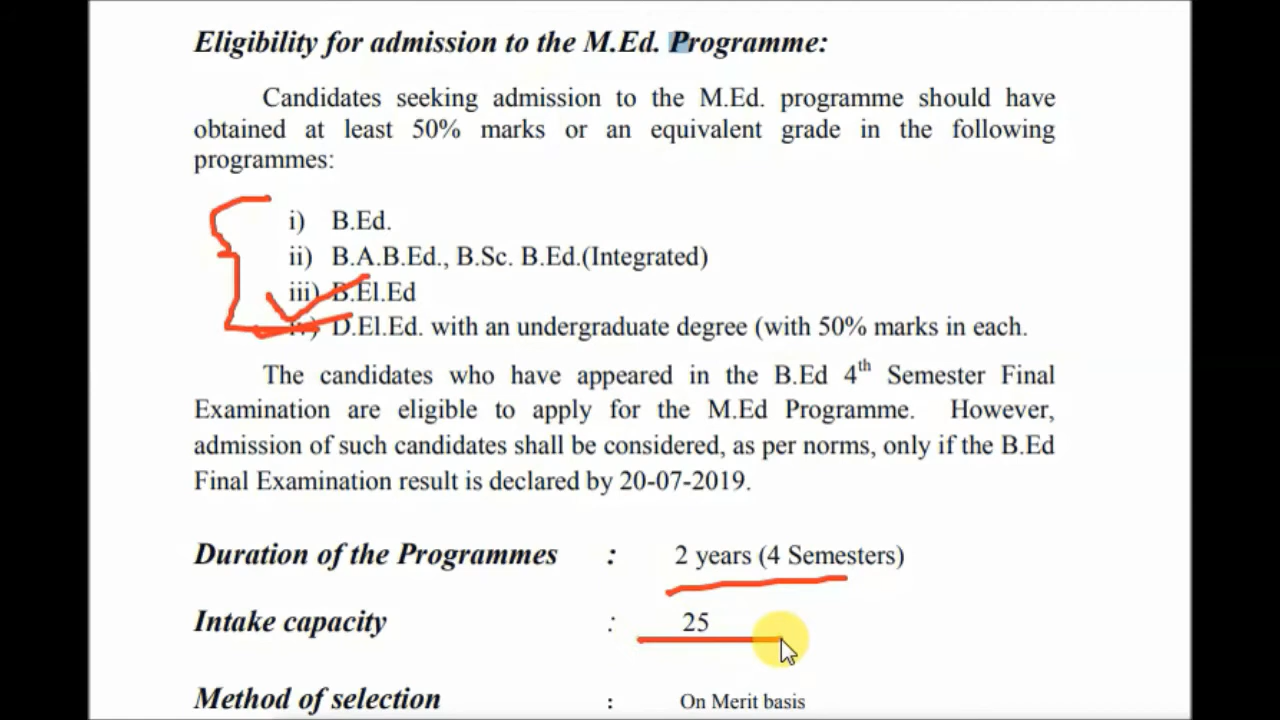 Eligibility for admission to the M.Ed. Programme:
Candidates seeking admission to the M.Ed. programme should have
obtained at least 50% marks or an equivalent grade in the following
programmes:
i) B.Ed.
ii) B.A.B.Ed., B.Sc. B.Ed.(Integrated)
iii) B.El.Ed
iv) D.El.Ed. with an undergraduate degree (with 50% marks in each.
The candidates who have appeared in the B.Ed 4th Semester Final
Examination are eligible to apply for the M.Ed Programme. However,
admission of such candidates shall be considered, as per norms, only if the B.Ed
Final Examination result is declared by 20-07-2019.
Duration of the Programmes : 2 years (4 Semesters)
Intake capacity : 25
Method of selection : On Merit basis